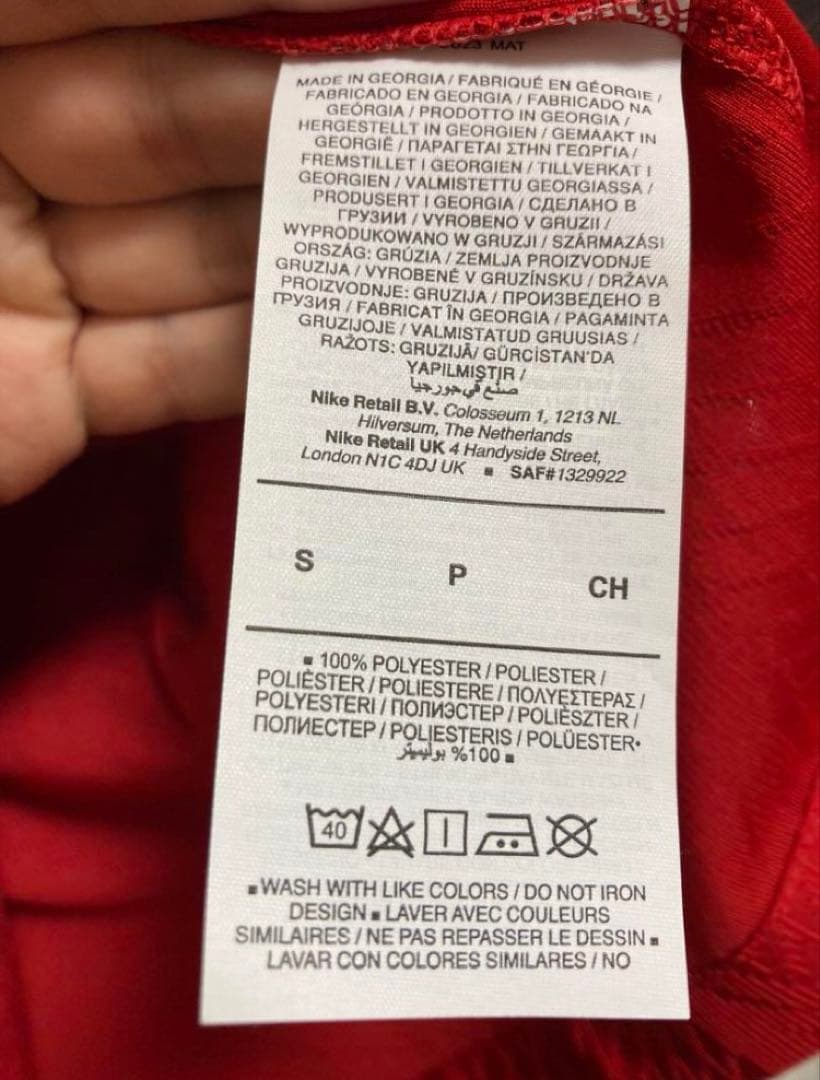 MAT
MADE IN GEORGIA / FABRIQUÉ EN GÉORGIE /
FABRICADO EN GEORGIA / FABRICADO NA
GEÓRGIA / PRODOTTO IN GEORGIA /
HERGESTELLT IN GEORGIEN / GEMAAKT IN
GEORGIË / ΠΑΡΑΓΕΤΑΙ ΣΤΗΝ ΓΕΩΡΓΙΑ /
FREMSTILLET I GEORGIEN / TILLVERKAT I
GEORGIEN / VALMISTETTU GEORGIASSA /
PRODUSERT I GEORGIA / СДЕЛАНО В
ГРУЗИИ / VYROBENO V GRUZII /
WYPRODUKOWANO W GRUZJI / SZÁRMAZÁSI
ORSZÁG: GRÚZIA / ZEMLJA PROIZVODNJE
GRUZIJA / VYROBENÉ V GRUZÍNSKU / DRŽAVA
PROIZVODNJE: GRUZIJA / ПРОИЗВЕДЕНО В
ГРУЗИЯ / FABRICAT ÎN GEORGIA / PAGAMINTA
GRUZIJOJE / VALMISTATUD GRUUSIAS /
RAŽOTS: GRUZIJĀ/ GÜRCİSTAN'DA
YAPILMIŞTIR /
صنع في جورجيا
Nike Retail B.V. Colosseum 1, 1213 NL
Hilversum, The Netherlands
Nike Retail UK 4 Handyside Street,
London N1C 4DJ UK ▪ SAF#1329922
S P CH
▪ 100% POLYESTER / POLIESTER /
POLIÈSTER / POLIESTERE / ΠΟΛΥΕΣΤΕΡΑΣ /
POLYESTERI / ПОЛИЭСТЕР / POLIÉSZTER /
ПОЛИЕСТЕР / POLIESTERIS / POLÜESTER•
100% بوليستر ▪
40
▪ WASH WITH LIKE COLORS / DO NOT IRON
DESIGN ▪ LAVER AVEC COULEURS
SIMILAIRES / NE PAS REPASSER LE DESSIN ▪
LAVAR CON COLORES SIMILARES / NO